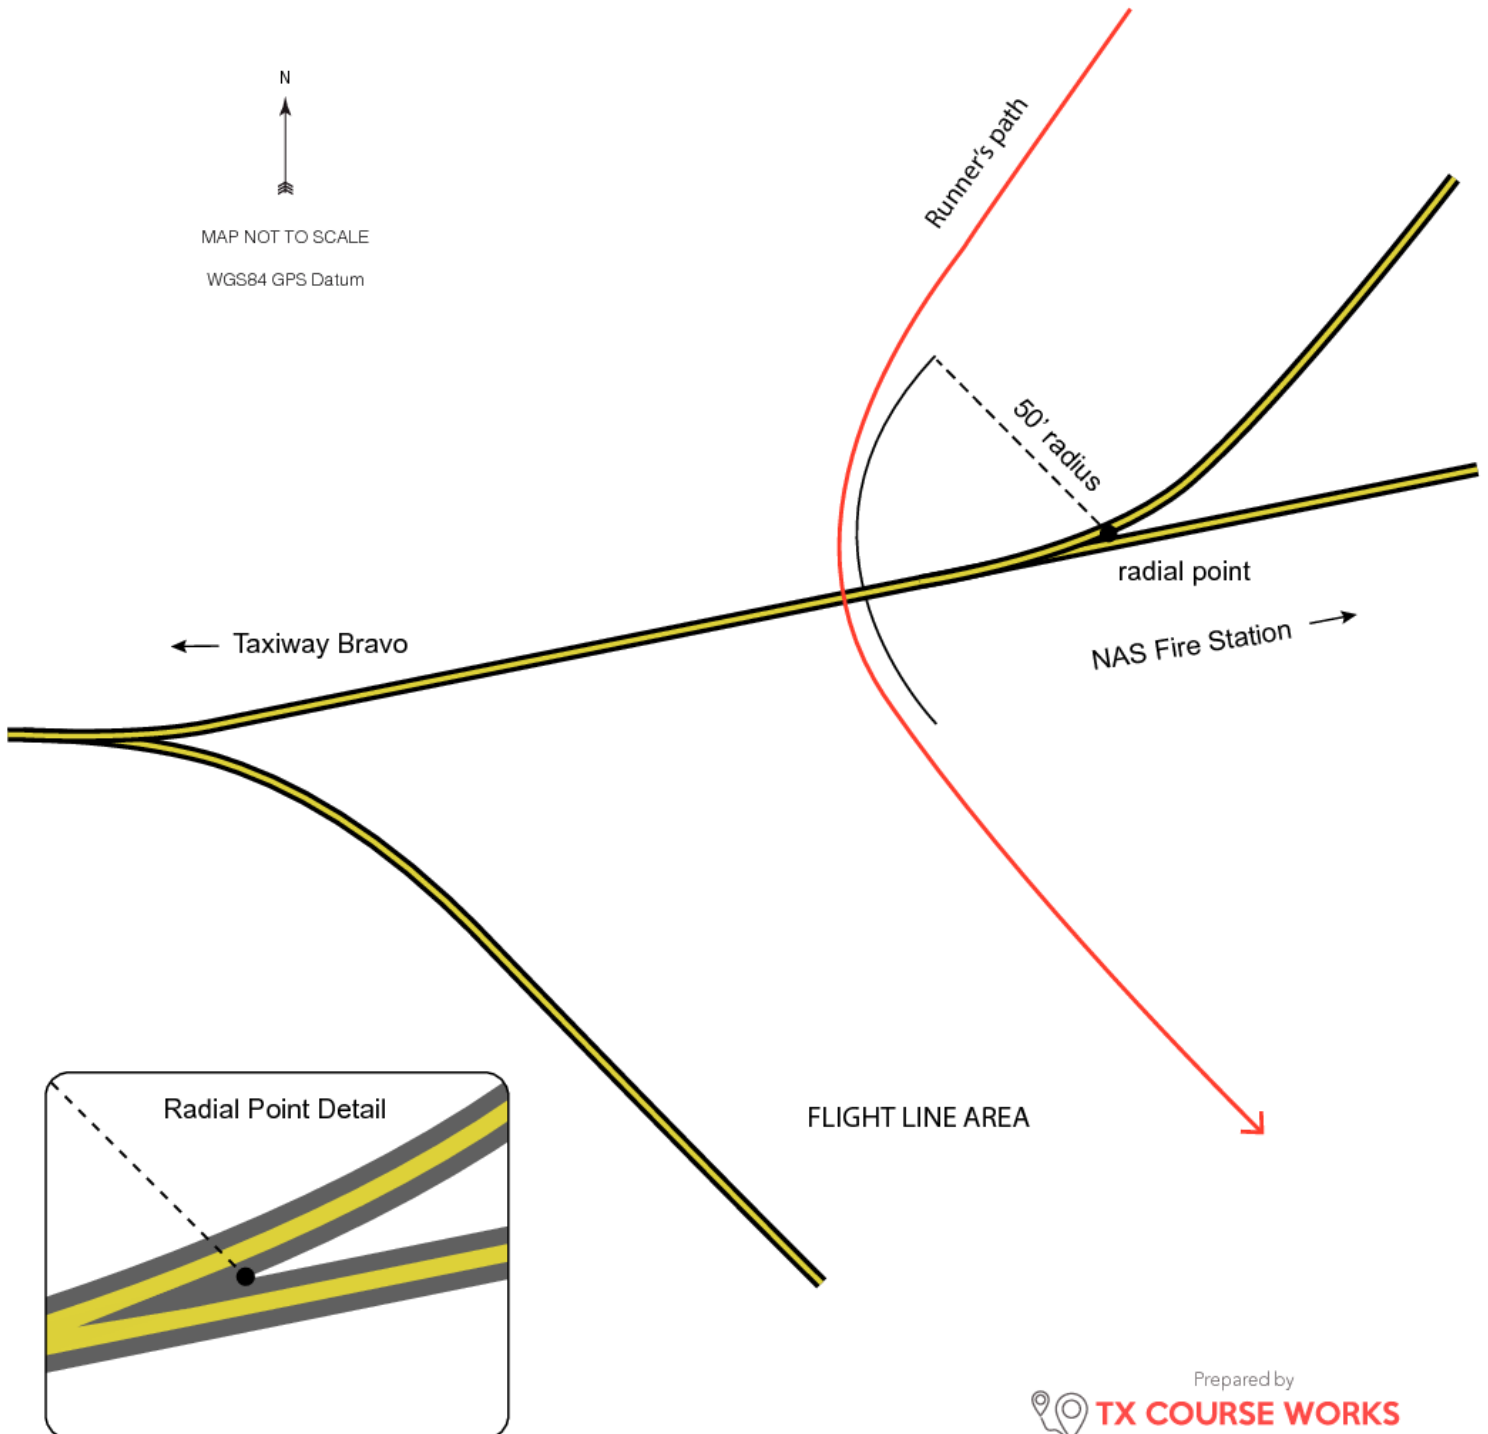 N
MAP NOT TO SCALE
WGS84 GPS Datum
Runner's path
50' radius
radial point
NAS Fire Station
Taxiway Bravo
Radial Point Detail
FLIGHT LINE AREA
Prepared by
TX COURSE WORKS